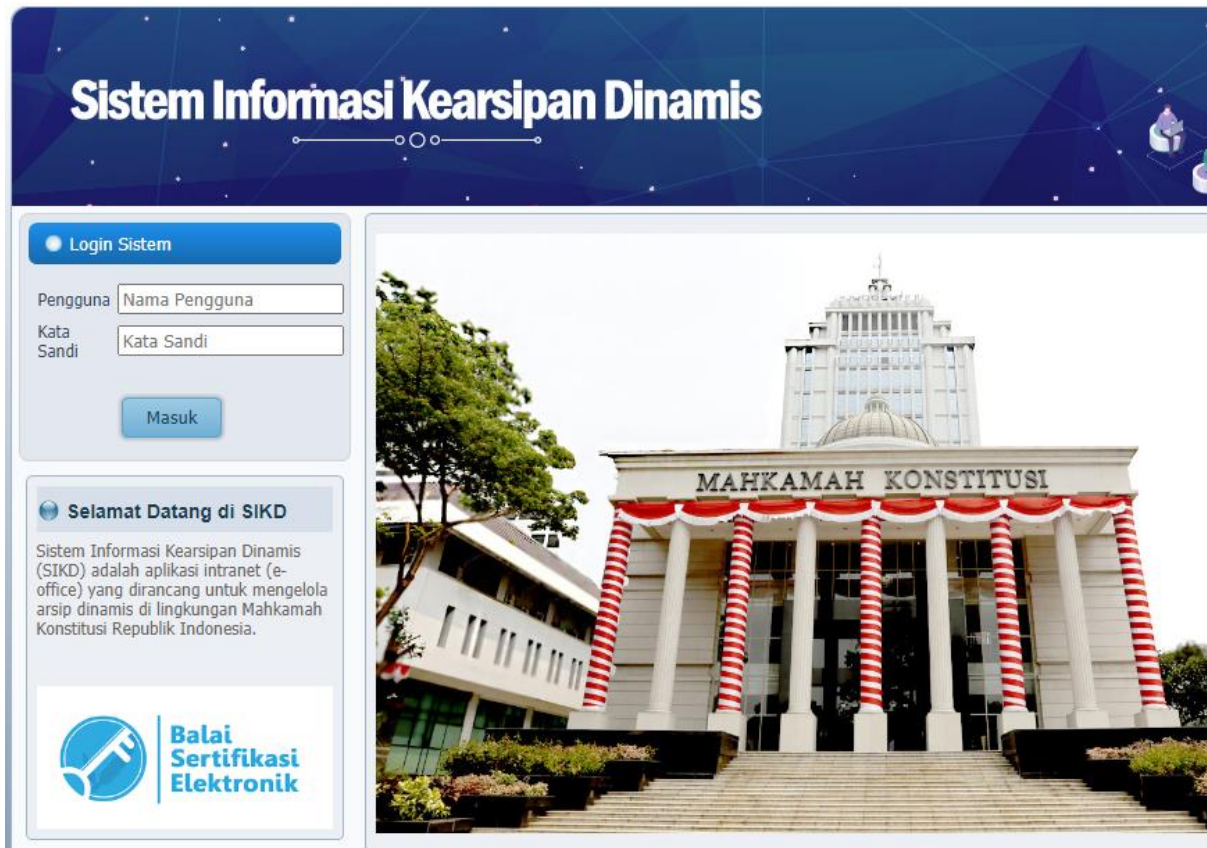 Sistem Informasi Kearsipan Dinamis
Login Sistem
Pengguna
Nama Pengguna
Kata
Sandi
Kata Sandi
Masuk
Selamat Datang di SIKD
Sistem Informasi Kearsipan Dinamis
(SIKD) adalah aplikasi intranet (e-
office) yang dirancang untuk mengelola
arsip dinamis di lingkungan Mahkamah
Konstitusi Republik Indonesia.
Balai
Sertifikasi
Elektronik
MAHKAMAH KONSTITUSI